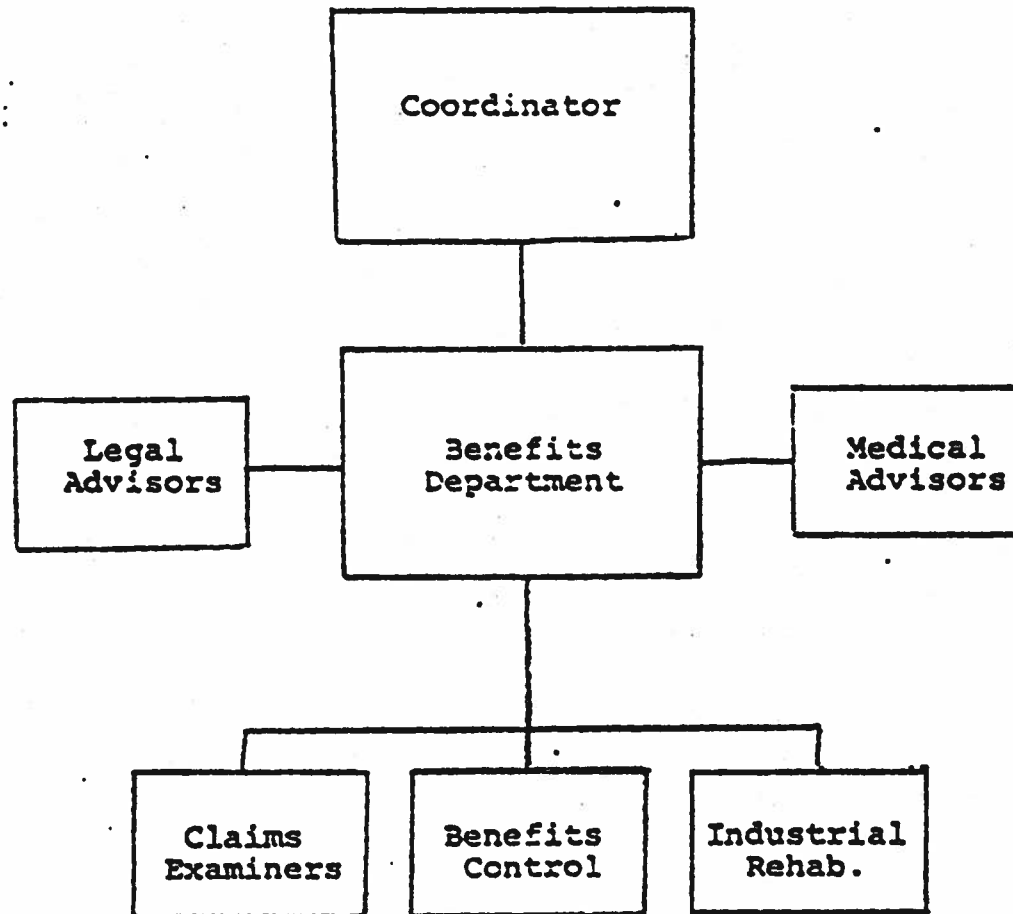 Coordinator
Legal
Advisors
Benefits
Department
Medical
Advisors
Claims
Examiners
Benefits
Control
Industrial
Rehab.